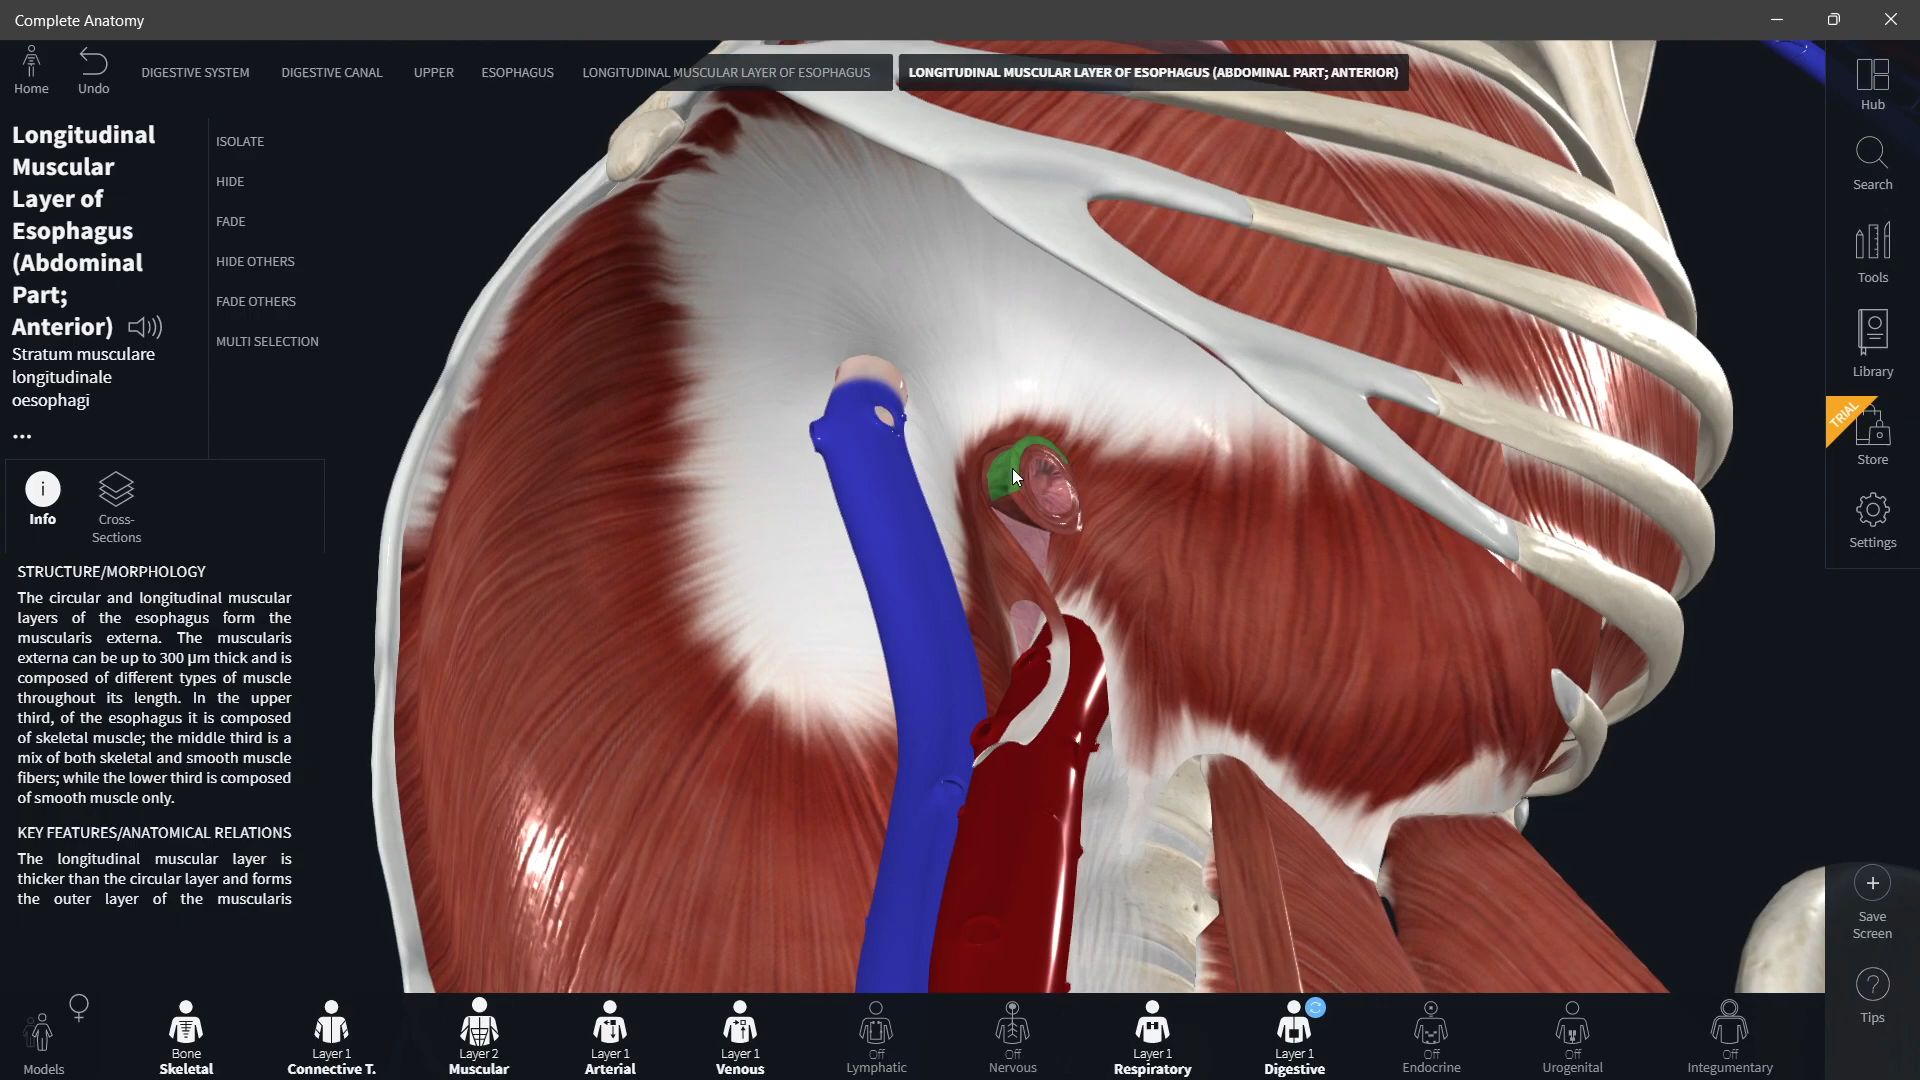 Complete Anatomy
Home
Undo
DIGESTIVE SYSTEM
DIGESTIVE CANAL
UPPER
ESOPHAGUS
LONGITUDINAL MUSCULAR LAYER OF ESOPHAGUS
LONGITUDINAL MUSCULAR LAYER OF ESOPHAGUS (ABDOMINAL PART; ANTERIOR)
Longitudinal
Muscular
Layer of
Esophagus
(Abdominal
Part;
Anterior)
Stratum musculare
longitudinale
oesophagi
...
ISOLATE
HIDE
FADE
HIDE OTHERS
FADE OTHERS
MULTI SELECTION
i
Info
Cross-
Sections
STRUCTURE/MORPHOLOGY
The circular and longitudinal muscular
layers of the esophagus form the
muscularis externa. The muscularis
externa can be up to 300 µm thick and is
composed of different types of muscle
throughout its length. In the upper
third, of the esophagus it is composed
of skeletal muscle; the middle third is a
mix of both skeletal and smooth muscle
fibers; while the lower third is composed
of smooth muscle only.
KEY FEATURES/ANATOMICAL RELATIONS
The longitudinal muscular layer is
thicker than the circular layer and forms
the outer layer of the muscularis
Hub
Search
Tools
Library
TRIAL
Store
Settings
+
Save
Screen
?
Tips
Models
Bone
Skeletal
Layer 1
Connective T.
Layer 2
Muscular
Layer 1
Arterial
Layer 1
Venous
Off
Lymphatic
Off
Nervous
Layer 1
Respiratory
Layer 1
Digestive
Off
Endocrine
Off
Urogenital
Off
Integumentary